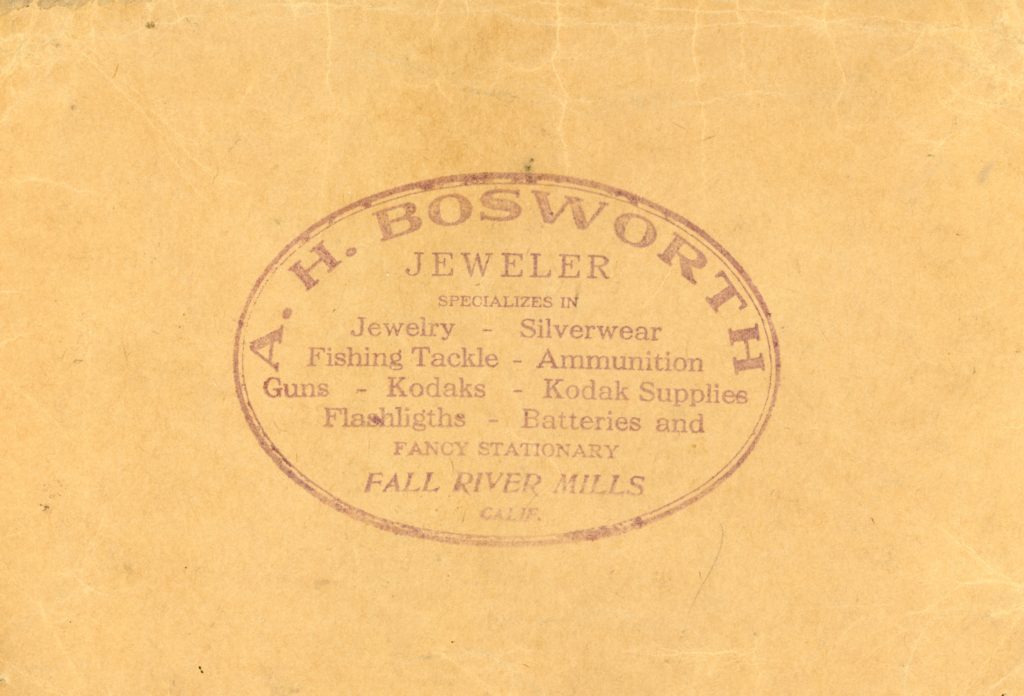 A. H. BOSWORTH
JEWELER
SPECIALIZES IN
Jewelry - Silverwear
Fishing Tackle - Ammunition
Guns - Kodaks - Kodak Supplies
Flashligths - Batteries and
FANCY STATIONARY
FALL RIVER MILLS
CALIF.